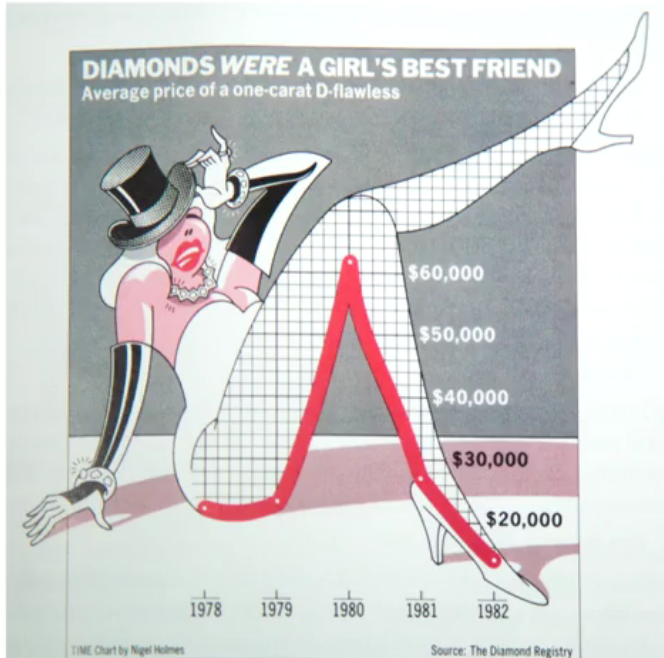 DIAMONDS WERE A GIRL'S BEST FRIEND
Average price of a one-carat D-flawless
$60,000
$50,000
$40,000
$30,000
$20,000
1978 1979 1980 1981 1982
TIME Chart by Nigel Holmes Source: The Diamond Registry